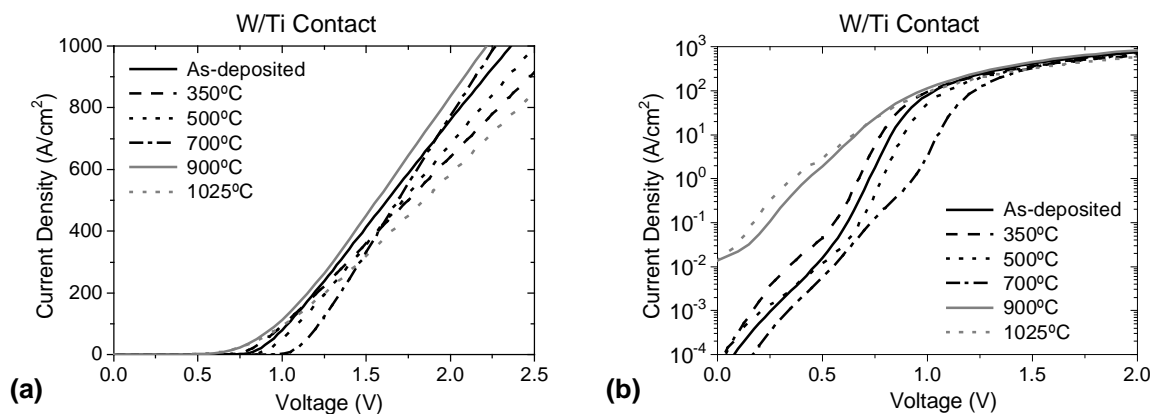 W/Ti Contact
1000
800
600
400
200
0
Current Density (A/cm²)
As-deposited
350ºC
500ºC
700ºC
900ºC
1025ºC
0.0 0.5 1.0 1.5 2.0 2.5
Voltage (V)
(a)
W/Ti Contact
10³
10²
10¹
10⁰
10⁻¹
10⁻²
10⁻³
10⁻⁴
Current Density (A/cm²)
As-deposited
350ºC
500ºC
700ºC
900ºC
1025ºC
0.0 0.5 1.0 1.5 2.0
Voltage (V)
(b)